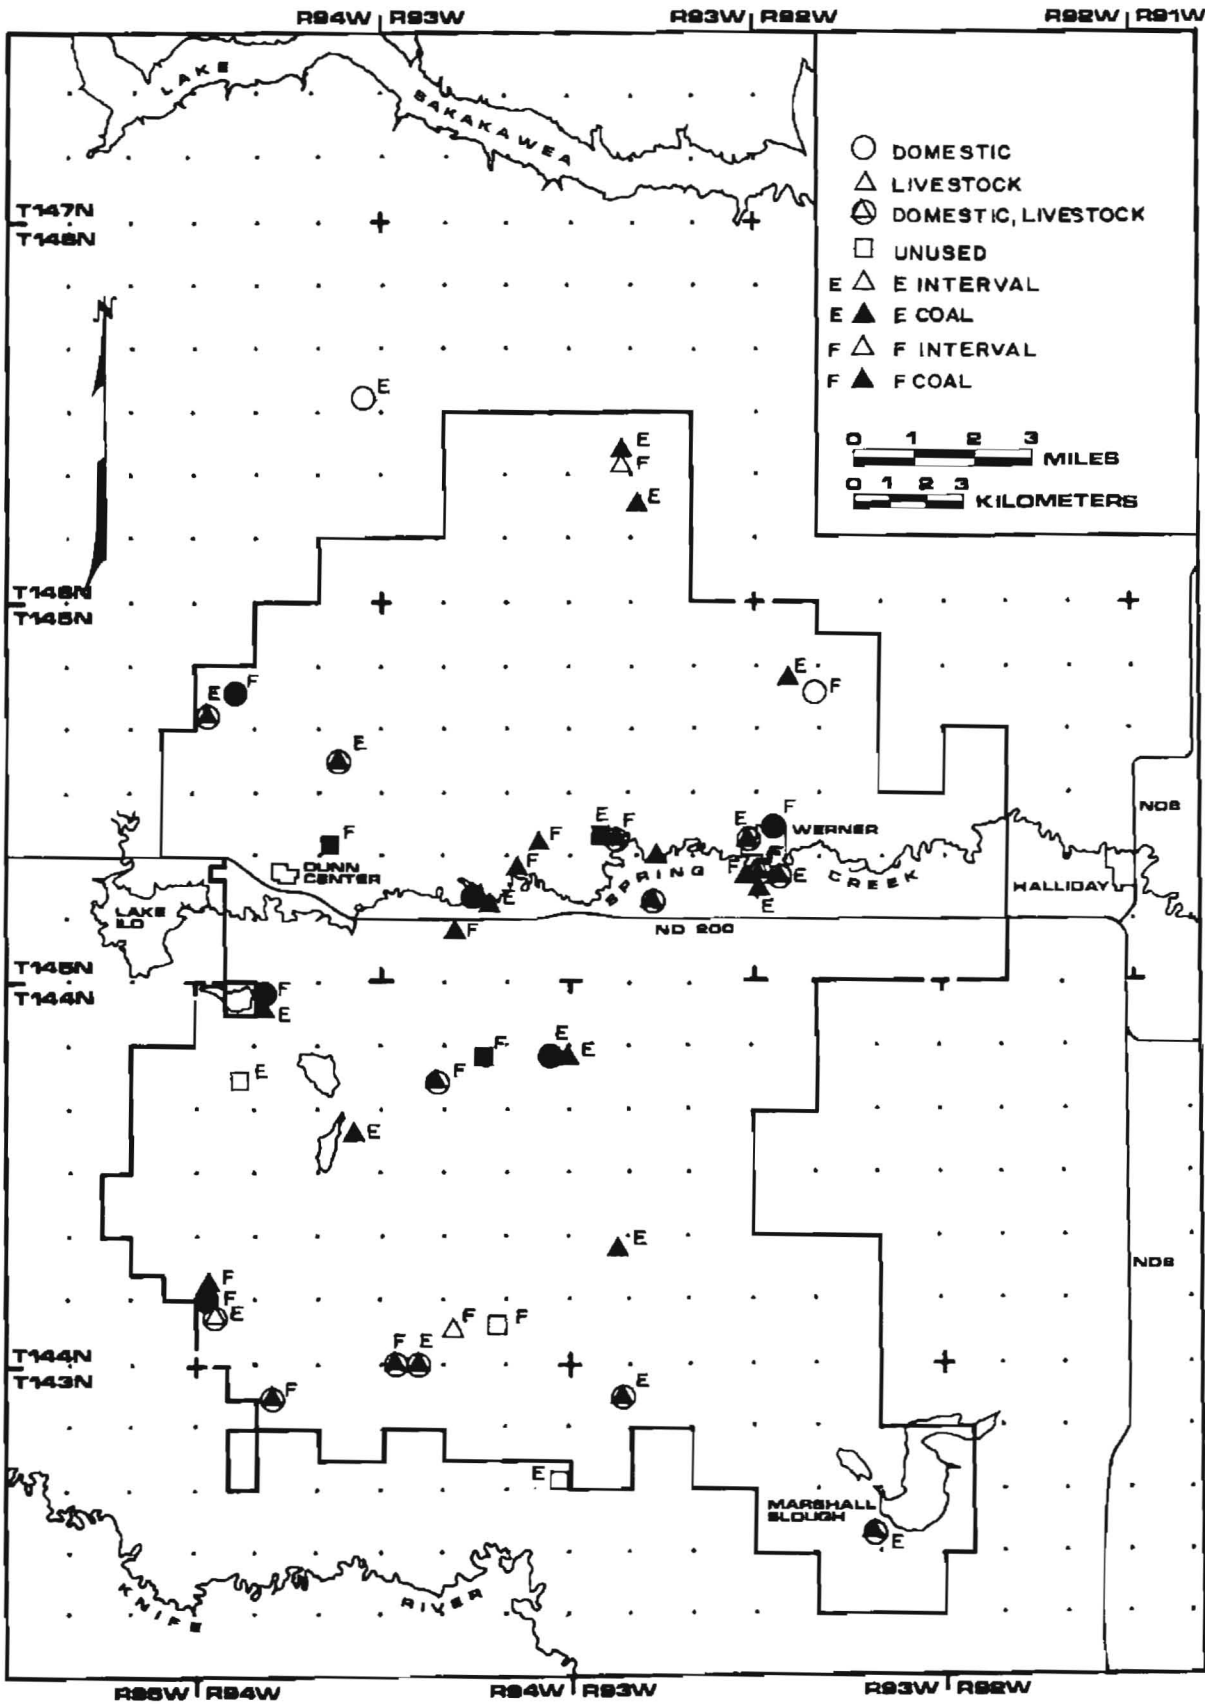 R94W R93W
R93W R92W
R92W R91W
LAKE
SAKAKAWEA
DOMESTIC
LIVESTOCK
DOMESTIC, LIVESTOCK
UNUSED
E E INTERVAL
E E COAL
F F INTERVAL
F F COAL
T147N
T146N
N
0 1 2 3 MILES
0 1 2 3 KILOMETERS
E
E
F
E
T146N
T145N
E
F
E
F
E
F
E
F
F
F
E
F
E
F
WERNER
SPRING
CREEK
DUNN
CENTER
E
F
E
E
F
ND 200
ND8
HALLIDAY
LAKE
ILO
T145N
T144N
F
E
E
F
F
E
E
E
E
ND8
F
F
E
F
F
F
E
T144N
T143N
F
E
E
MARSHALL
SLOUGH
E
KNIFE
RIVER
R95W R94W
R94W R93W
R93W R92W